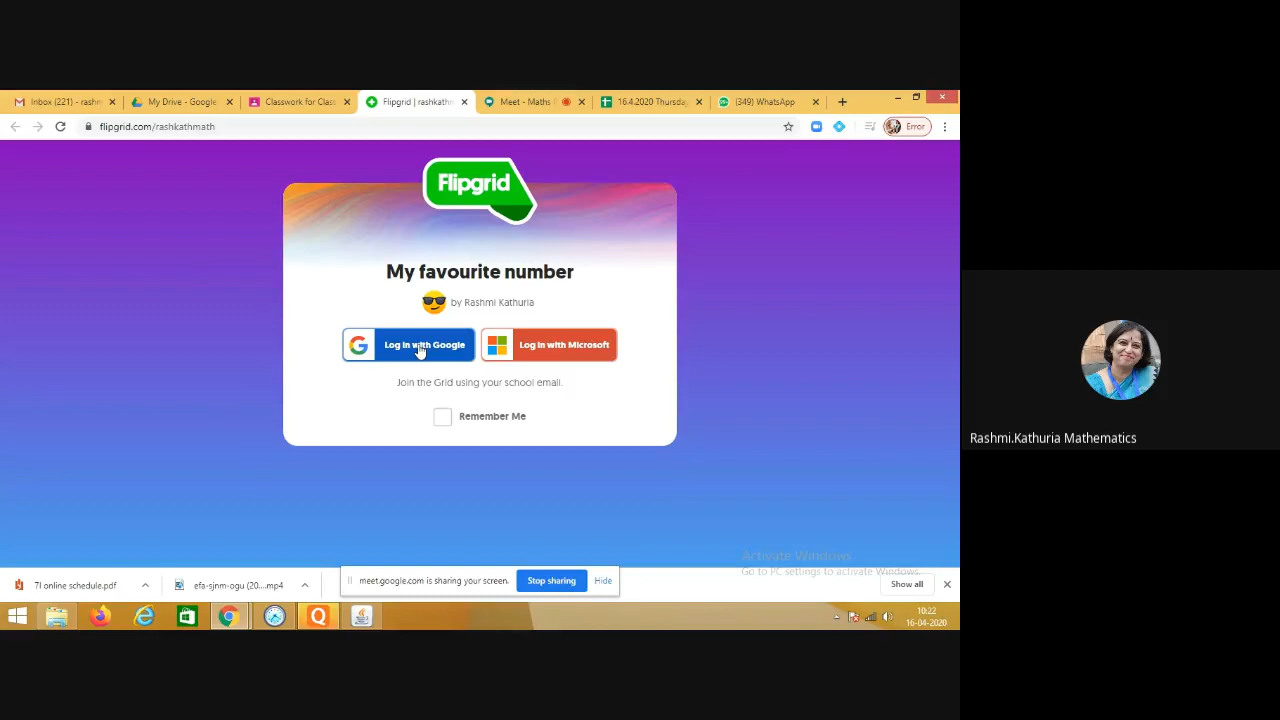 Inbox (221) - rashm
My Drive - Google
Classwork for Class
Flipgrid | rashkathm
Meet - Maths
16.4.2020 Thursday
(349) WhatsApp
flipgrid.com/rashkathmath
Error
Flipgrid
My favourite number
by Rashmi Kathuria
Log in with Google
Log in with Microsoft
Join the Grid using your school email.
Remember Me
Rashmi.Kathuria Mathematics
Activate Windows
Go to PC settings to activate Windows.
7I online schedule.pdf
efa-sjnm-ogu (20....mp4
meet.google.com is sharing your screen.
Stop sharing
Hide
Show all
10:22
16-04-2020